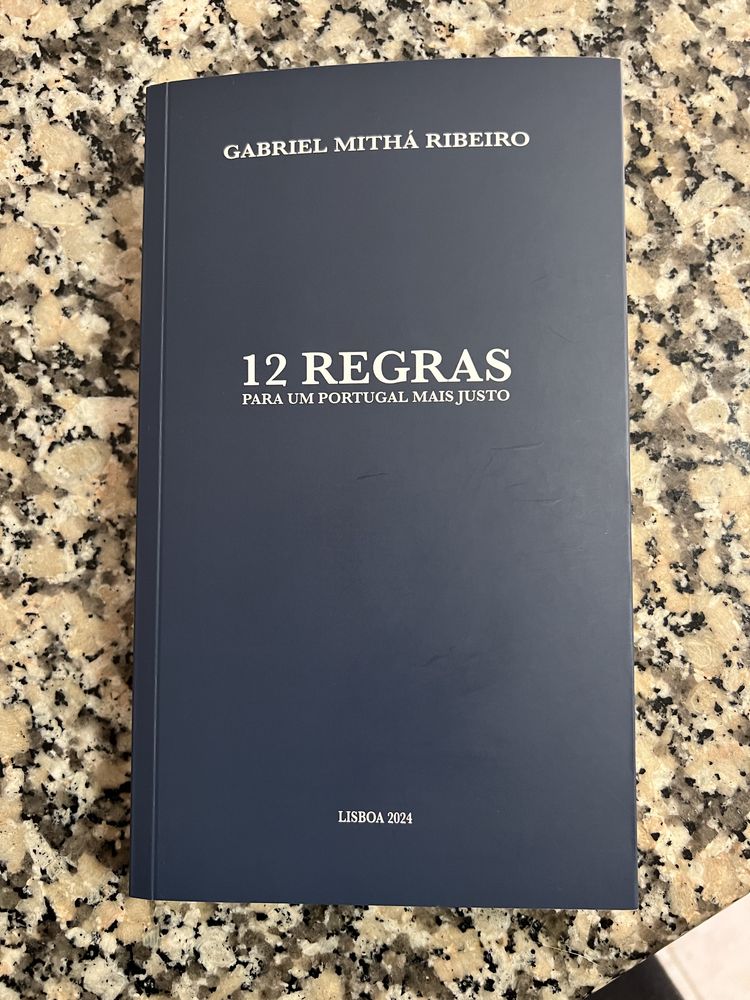 GABRIEL MITHÁ RIBEIRO
12 REGRAS
PARA UM PORTUGAL MAIS JUSTO
LISBOA 2024